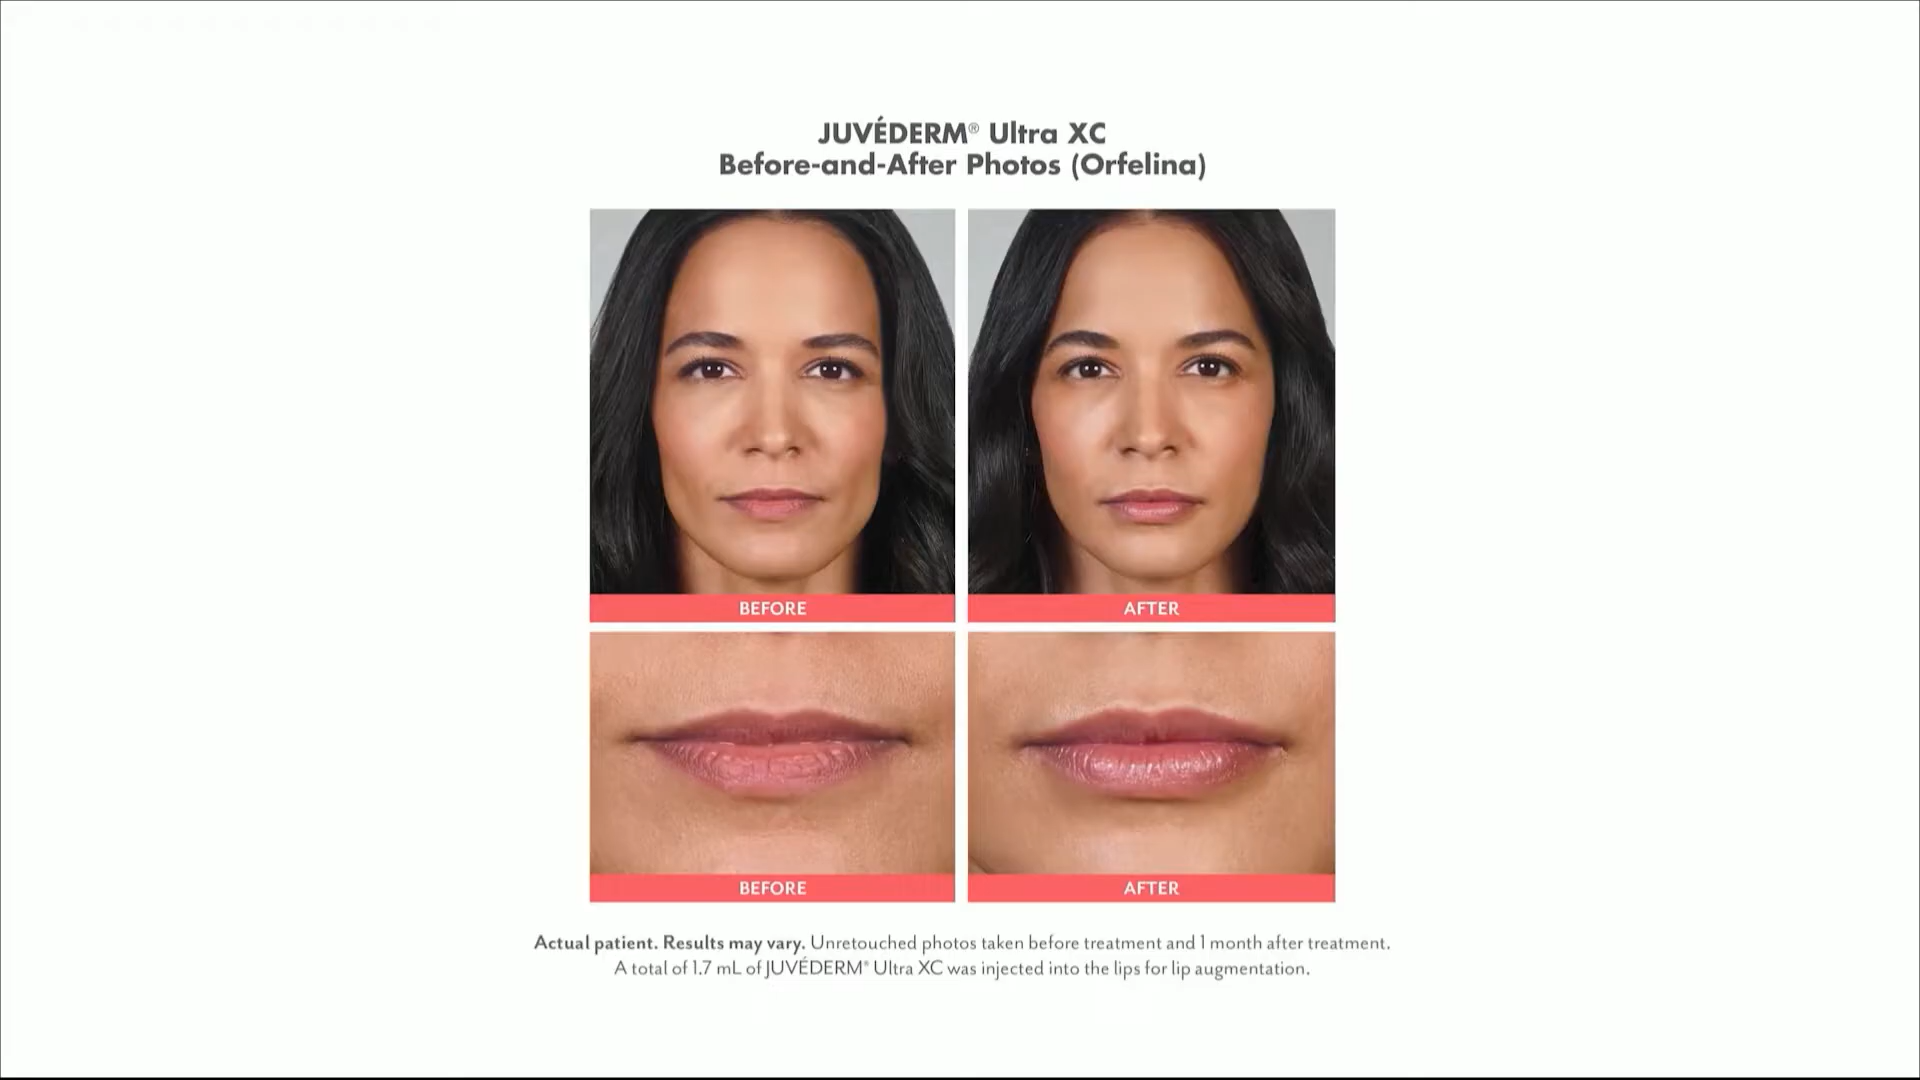 JUVÉDERM® Ultra XC
Before-and-After Photos (Orfelina)
BEFORE
AFTER
BEFORE
AFTER
Actual patient. Results may vary. Unretouched photos taken before treatment and 1 month after treatment.
A total of 1.7 mL of JUVÉDERM® Ultra XC was injected into the lips for lip augmentation.